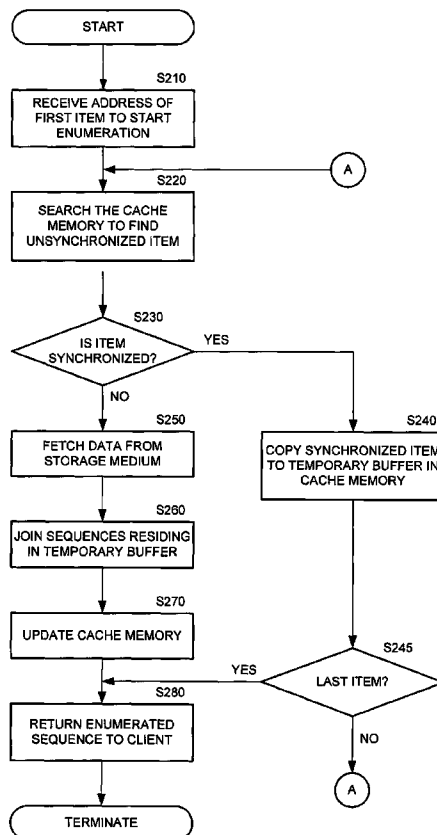 START
S210
RECEIVE ADDRESS OF
FIRST ITEM TO START
ENUMERATION
A
S220
SEARCH THE CACHE
MEMORY TO FIND
UNSYNCHRONIZED ITEM
S230
IS ITEM
SYNCHRONIZED?
YES
NO
S240
COPY SYNCHRONIZED ITEM
TO TEMPORARY BUFFER IN
CACHE MEMORY
S250
FETCH DATA FROM
STORAGE MEDIUM
S260
JOIN SEQUENCES RESIDING
IN TEMPORARY BUFFER
S270
UPDATE CACHE MEMORY
S245
LAST ITEM?
YES
NO
A
S280
RETURN ENUMERATED
SEQUENCE TO CLIENT
TERMINATE